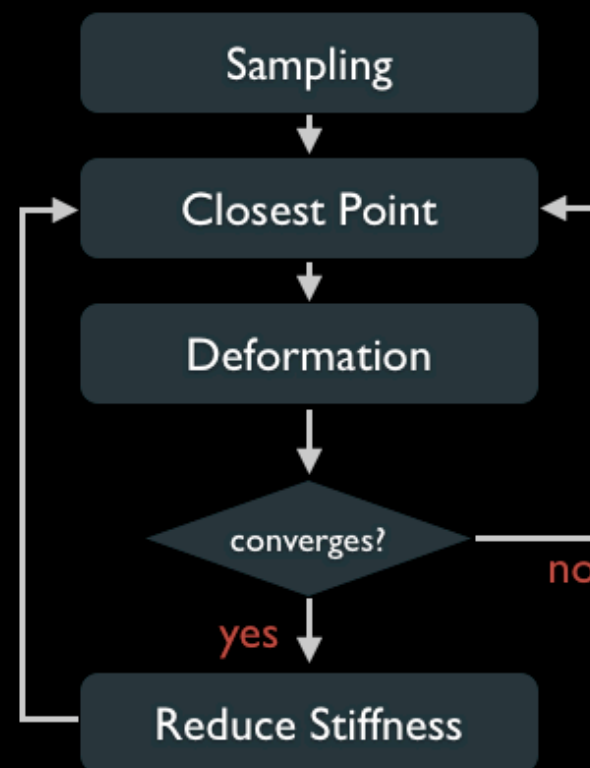 Sampling
Closest Point
Deformation
converges?
no
yes
Reduce Stiffness